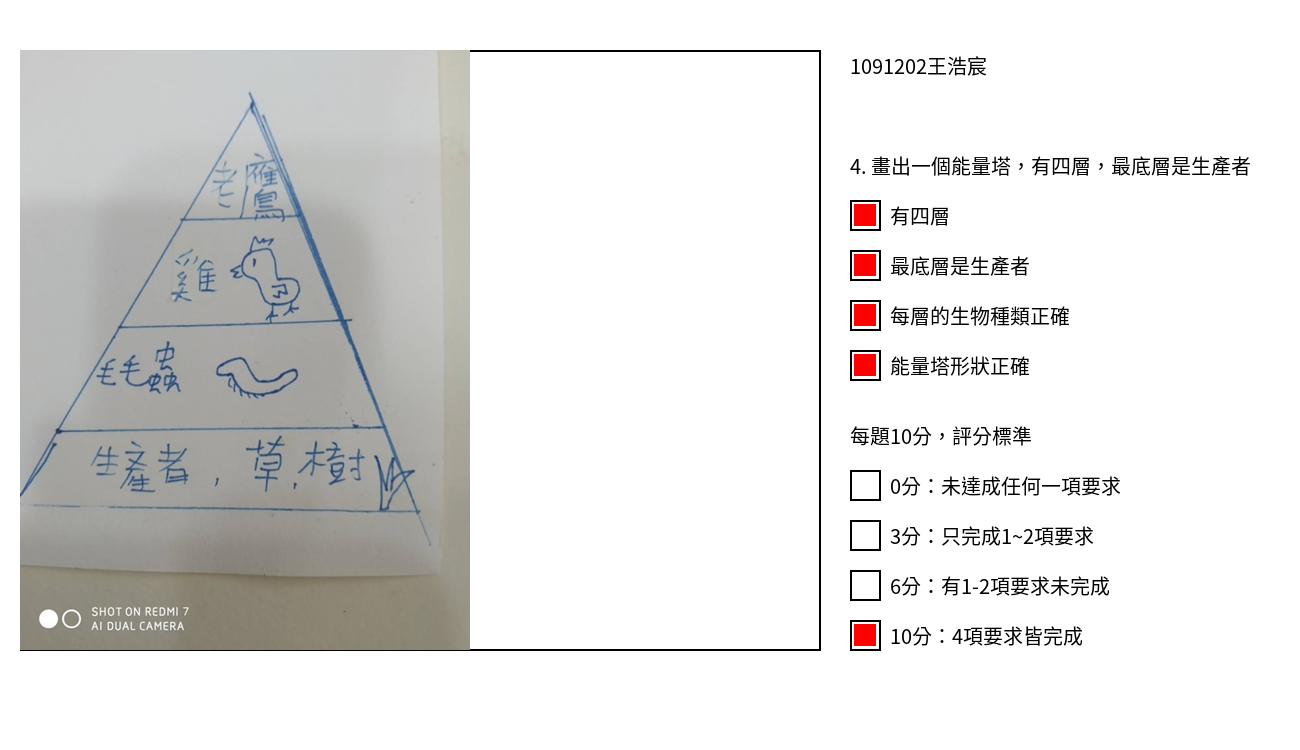 老鷹
雞
毛毛蟲
生產者，草,樹
SHOT ON REDMI 7
AI DUAL CAMERA
1091202王浩宸
4. 畫出一個能量塔，有四層，最底層是生產者
有四層
最底層是生產者
每層的生物種類正確
能量塔形狀正確
每題10分，評分標準
0分：未達成任何一項要求
3分：只完成1~2項要求
6分：有1-2項要求未完成
10分：4項要求皆完成